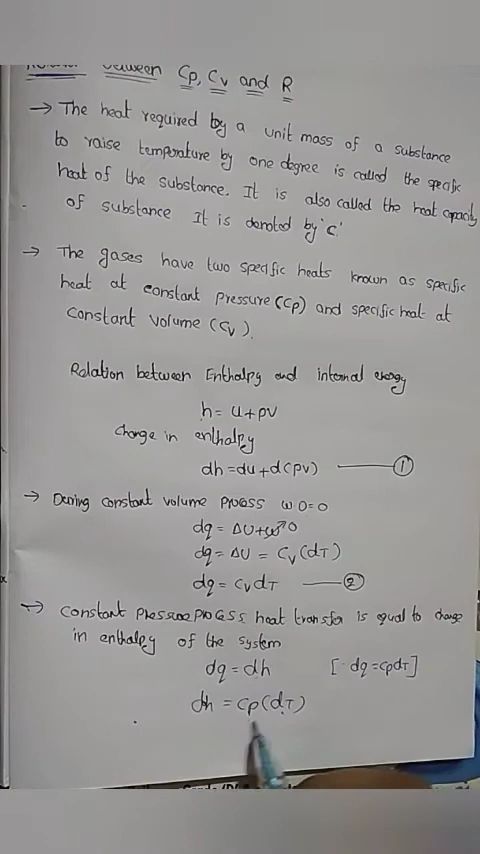 Relation between Cp, Cv and R
→ The heat required by a unit mass of a substance
to raise temperature by one degree is called the specific
heat of the substance. It is also called the heat capacity
of substance It is denoted by 'c'.
→ The gases have two specific heats known as specific
heat at constant pressure (Cp) and specific heat at
constant volume (Cv).
Relation between Enthalpy and internal energy
h = u + pv
Change in enthalpy
dh = du + d(pv) ——— ①
→ During constant volume process W.D = 0
dq = ΔU + w↗0
dq = ΔU = Cv(dT)
dq = CvdT —— ②
→ Constant pressure process heat transfer is equal to change
in enthalpy of the system
dq = dh [∵ dq = cpdT]
dh = Cp(dT)